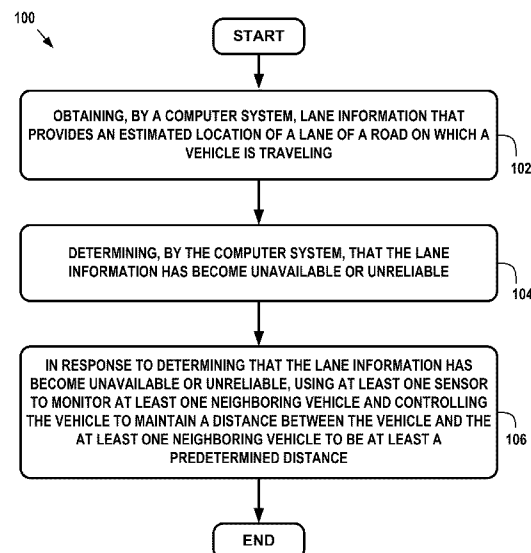 100
START
OBTAINING, BY A COMPUTER SYSTEM, LANE INFORMATION THAT
PROVIDES AN ESTIMATED LOCATION OF A LANE OF A ROAD ON WHICH A
VEHICLE IS TRAVELING
102
DETERMINING, BY THE COMPUTER SYSTEM, THAT THE LANE
INFORMATION HAS BECOME UNAVAILABLE OR UNRELIABLE
104
IN RESPONSE TO DETERMINING THAT THE LANE INFORMATION HAS
BECOME UNAVAILABLE OR UNRELIABLE, USING AT LEAST ONE SENSOR
TO MONITOR AT LEAST ONE NEIGHBORING VEHICLE AND CONTROLLING
THE VEHICLE TO MAINTAIN A DISTANCE BETWEEN THE VEHICLE AND THE
AT LEAST ONE NEIGHBORING VEHICLE TO BE AT LEAST A
PREDETERMINED DISTANCE
106
END